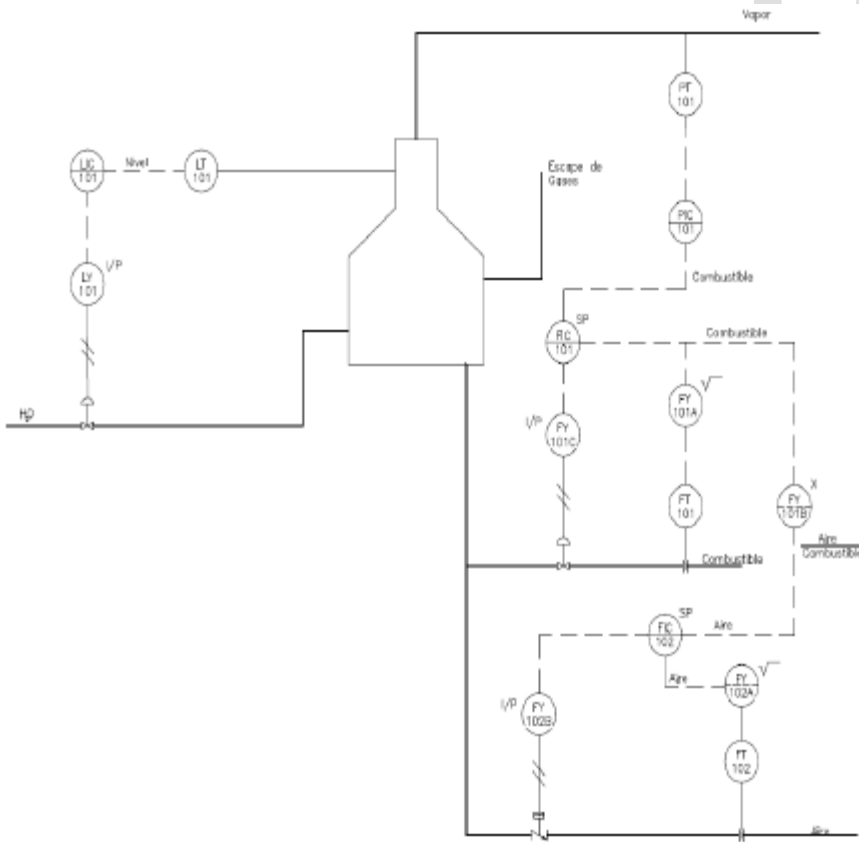 Vapor
PT
101
LIC
101
Nivel
LT
101
Escape de
Gases
PIC
101
LY
101
I/P
Combustible
SP
RC
101
Combustible
FY
101A
√
H2O
I/P
FY
101C
FT
101
X
FY
101B
Aire
Combustible
Combustible
SP
FIC
102
Aire
Aire
FY
102A
√
I/P
FY
102B
FT
102
Aire